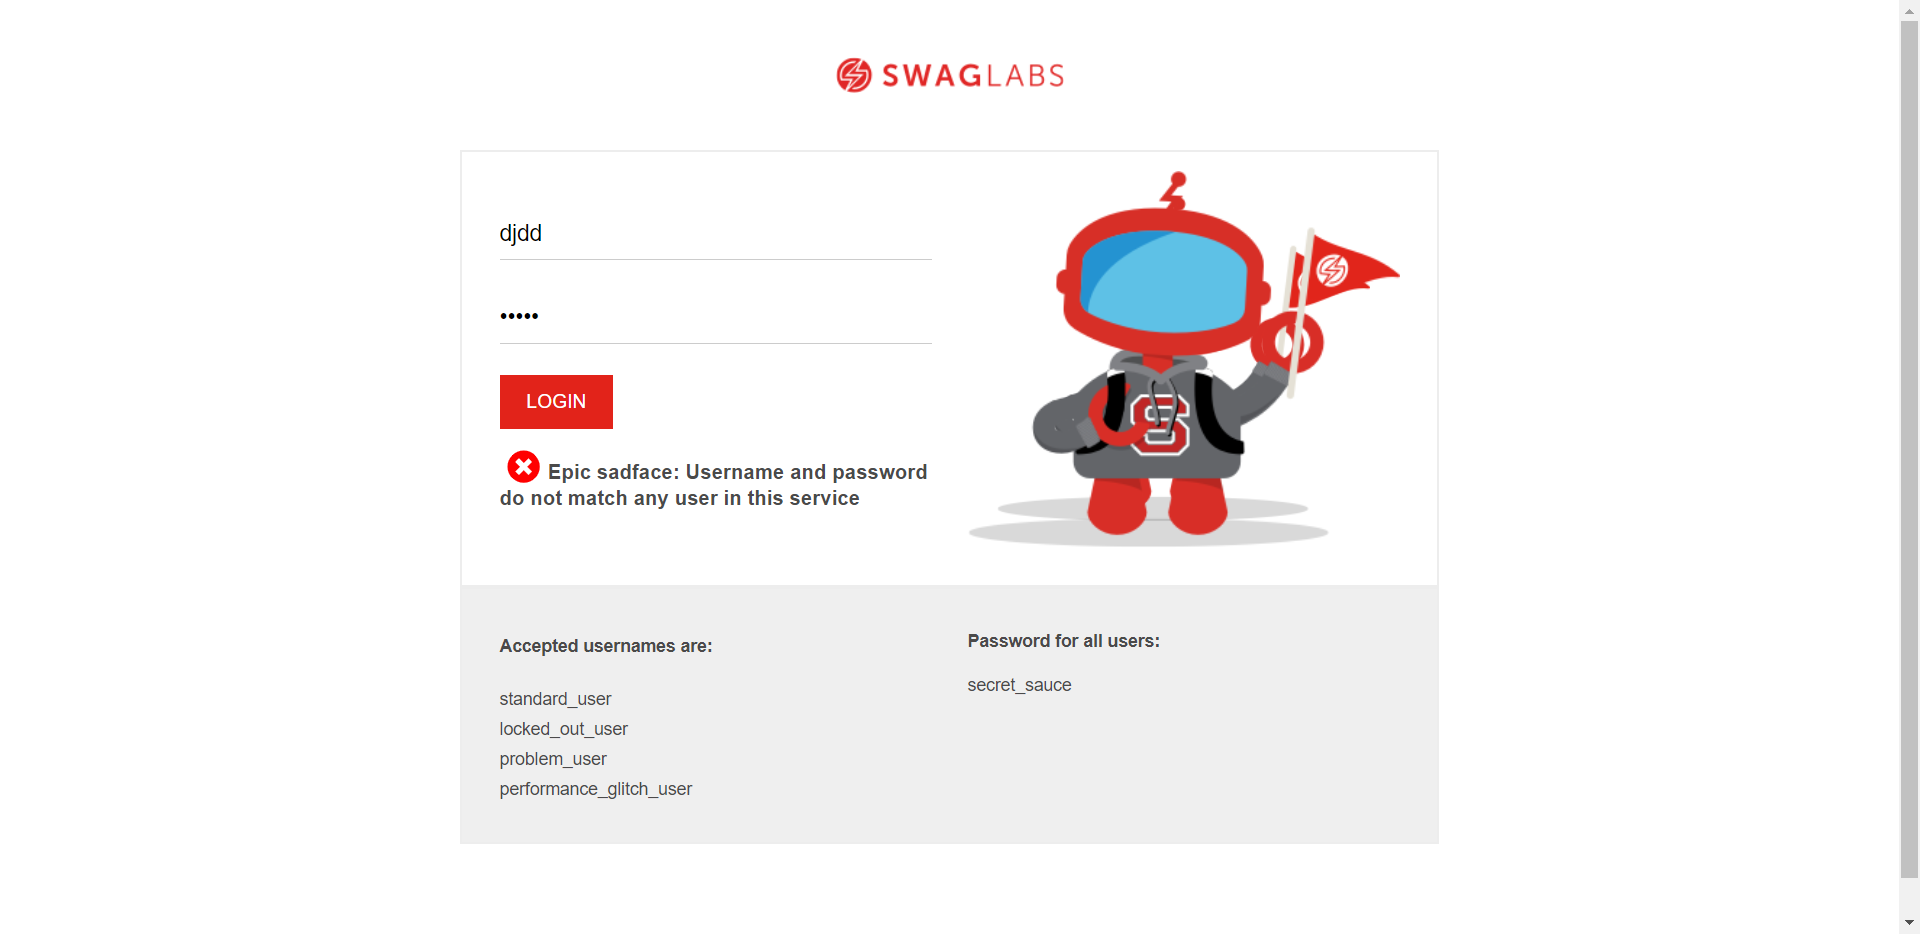 SWAGLABS
djdd
•••••
LOGIN
Epic sadface: Username and password
do not match any user in this service
S
Accepted usernames are:
standard_user
locked_out_user
problem_user
performance_glitch_user
Password for all users:
secret_sauce